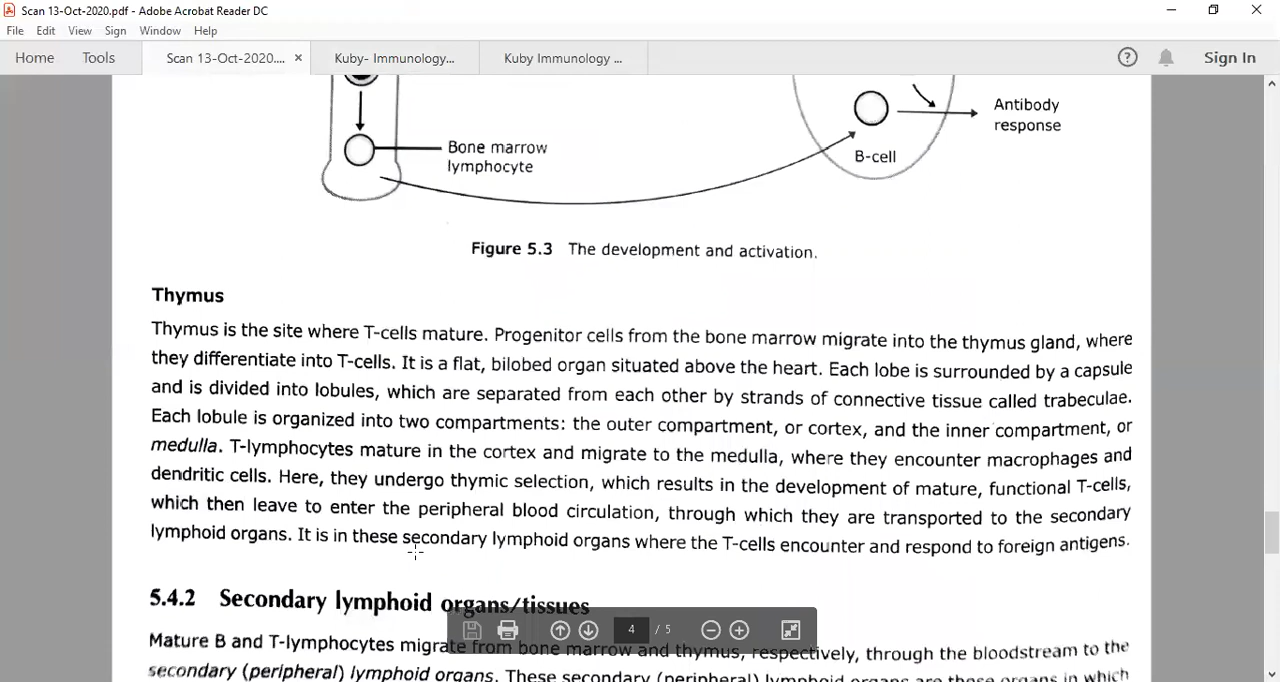 Scan 13-Oct-2020.pdf - Adobe Acrobat Reader DC
File Edit View Sign Window Help
Home Tools Scan 13-Oct-2020.... × Kuby- Immunology... Kuby Immunology ... ? Sign In
Antibody
response
Bone marrow
lymphocyte
B-cell
Figure 5.3 The development and activation.
Thymus
Thymus is the site where T-cells mature. Progenitor cells from the bone marrow migrate into the thymus gland, where
they differentiate into T-cells. It is a flat, bilobed organ situated above the heart. Each lobe is surrounded by a capsule
and is divided into lobules, which are separated from each other by strands of connective tissue called trabeculae.
Each lobule is organized into two compartments: the outer compartment, or cortex, and the inner compartment, or
medulla. T-lymphocytes mature in the cortex and migrate to the medulla, where they encounter macrophages and
dendritic cells. Here, they undergo thymic selection, which results in the development of mature, functional T-cells,
which then leave to enter the peripheral blood circulation, through which they are transported to the secondary
lymphoid organs. It is in these secondary lymphoid organs where the T-cells encounter and respond to foreign antigens.
5.4.2 Secondary lymphoid organs/tissues
4 / 5
Mature B and T-lymphocytes migrate from bone marrow and thymus, respectively, through the bloodstream to the
secondary (peripheral) lymphoid organs. These secondary (peripheral) lymphoid organs are those organs in which